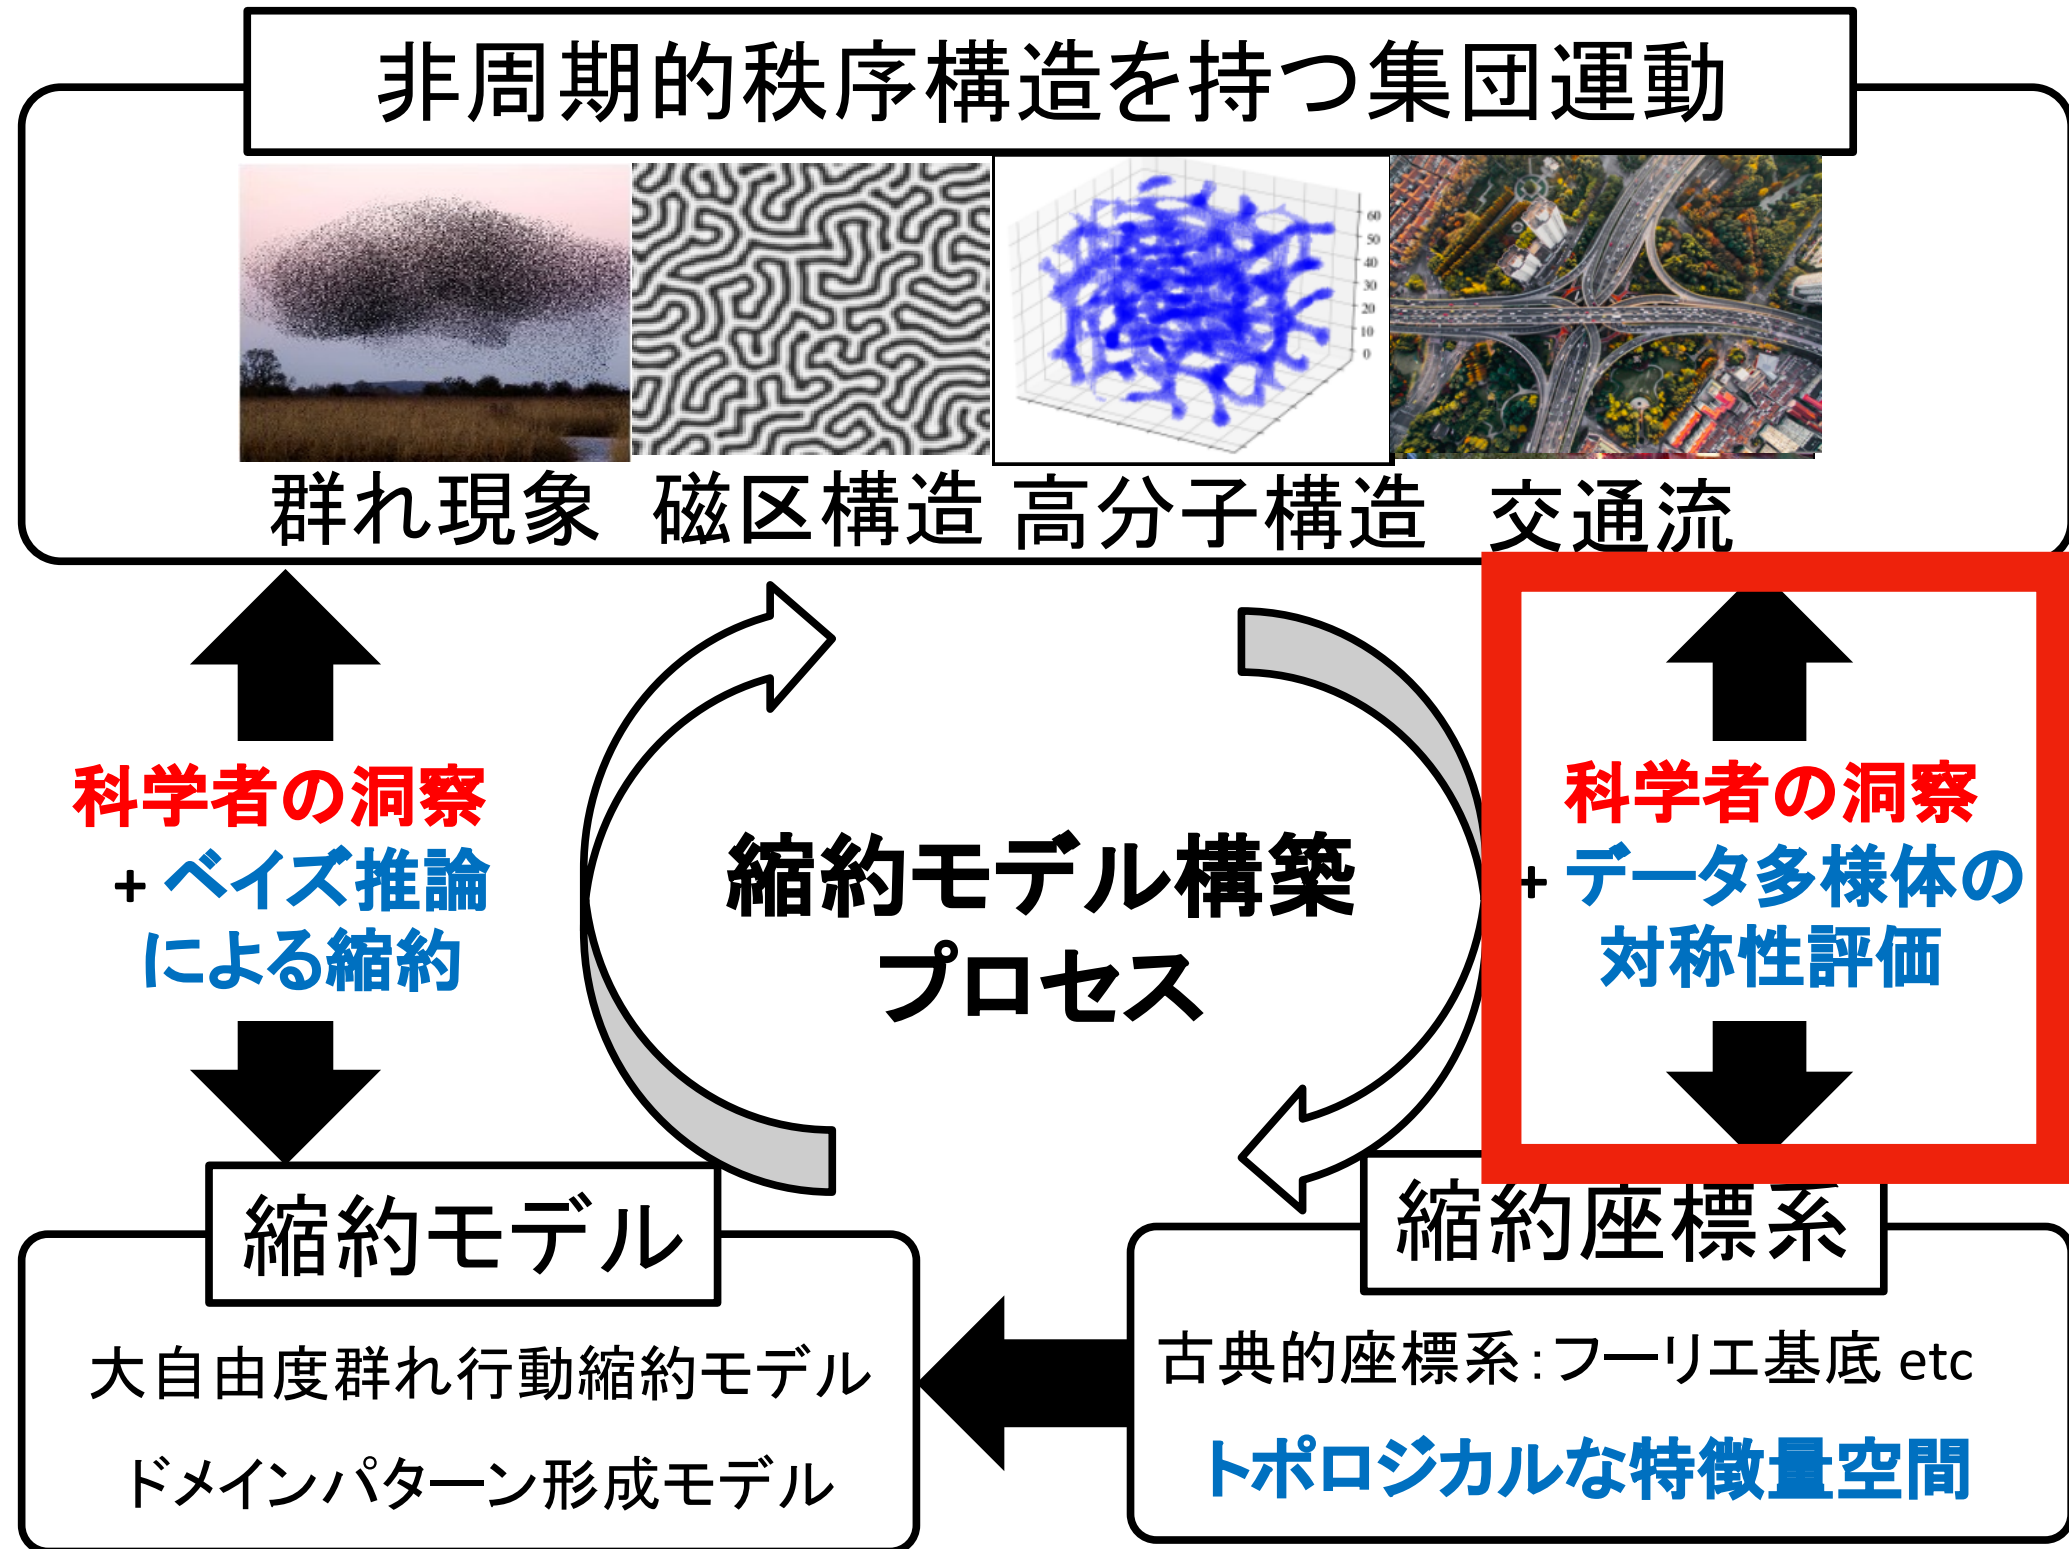 非周期的秩序構造を持つ集団運動
60
50
40
30
20
10
0
群れ現象 磁区構造 高分子構造 交通流
科学者の洞察
+ ベイズ推論
による縮約
縮約モデル構築
プロセス
科学者の洞察
+ データ多様体の
対称性評価
縮約モデル
大自由度群れ行動縮約モデル
ドメインパターン形成モデル
縮約座標系
古典的座標系:フーリエ基底 etc
トポロジカルな特徴量空間